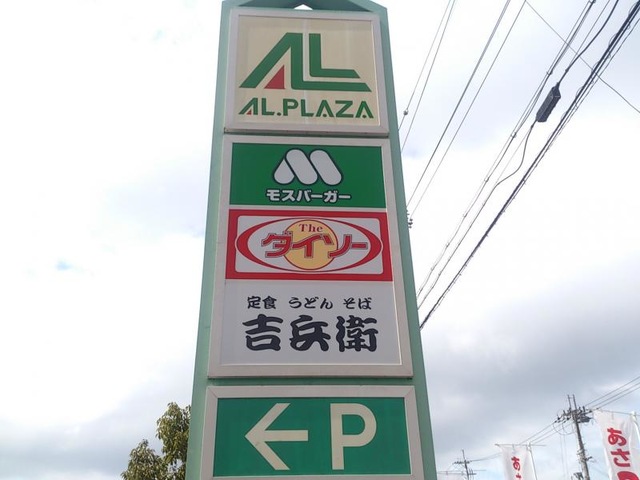 AL
AL.PLAZA
モスバーガー
The
ダイソー
定食 うどん そば
吉兵衛
←P
あさ